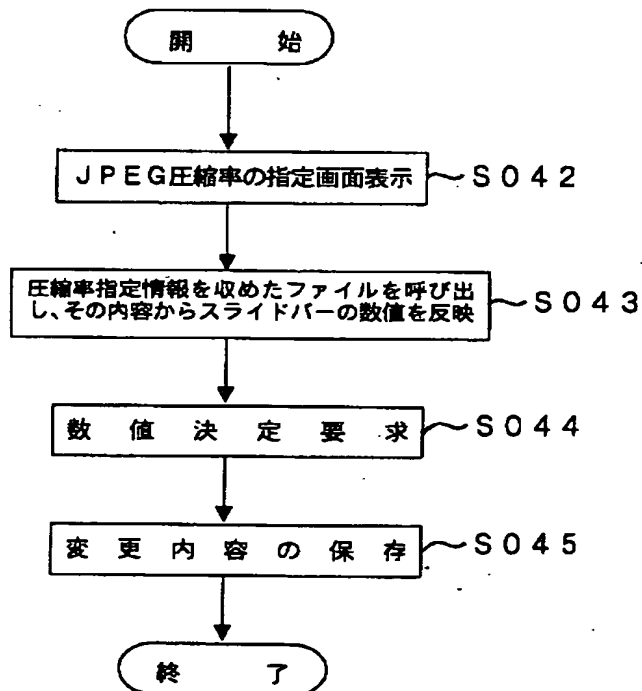 開始
JPEG圧縮率の指定画面表示
S042
圧縮率指定情報を収めたファイルを呼び出
し、その内容からスライドバーの数値を反映
S043
数値決定要求
S044
変更内容の保存
S045
終了